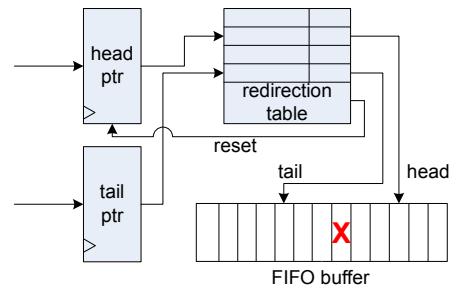 head
ptr
redirection
table
reset
tail
ptr
tail
head
X
FIFO buffer